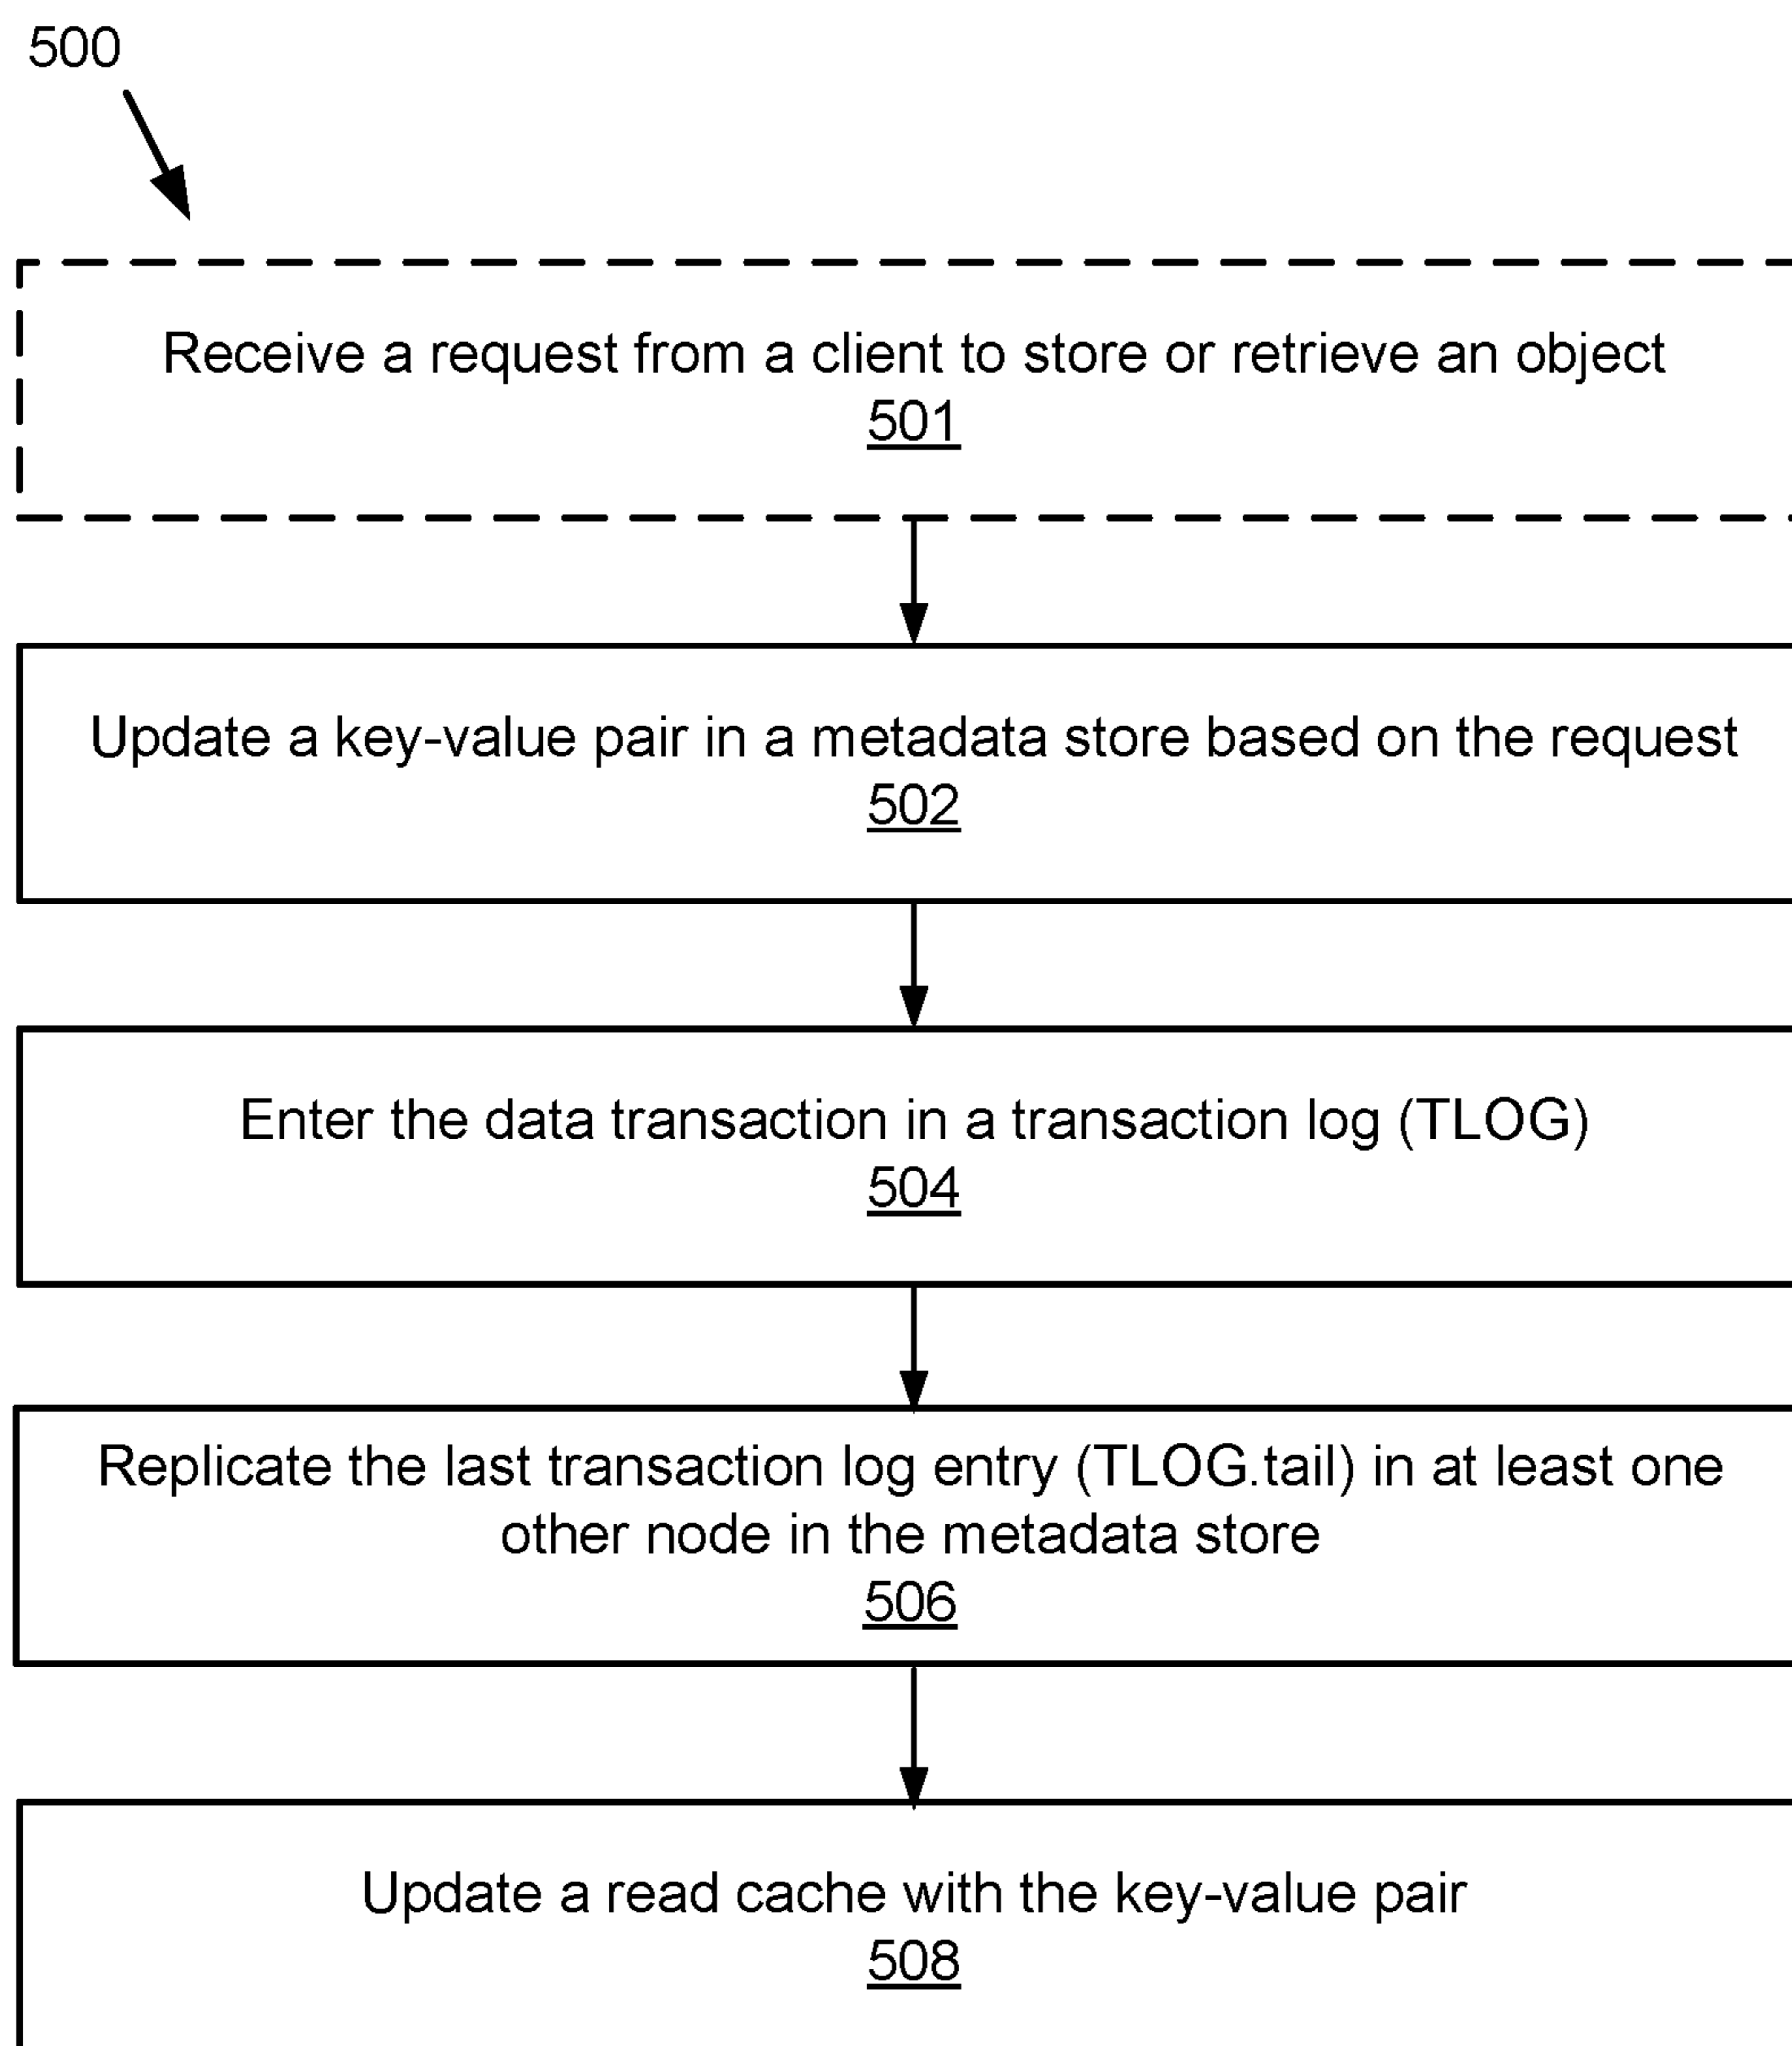 500
Receive a request from a client to store or retrieve an object
501
Update a key-value pair in a metadata store based on the request
502
Enter the data transaction in a transaction log (TLOG)
504
Replicate the last transaction log entry (TLOG.tail) in at least one
other node in the metadata store
506
Update a read cache with the key-value pair
508